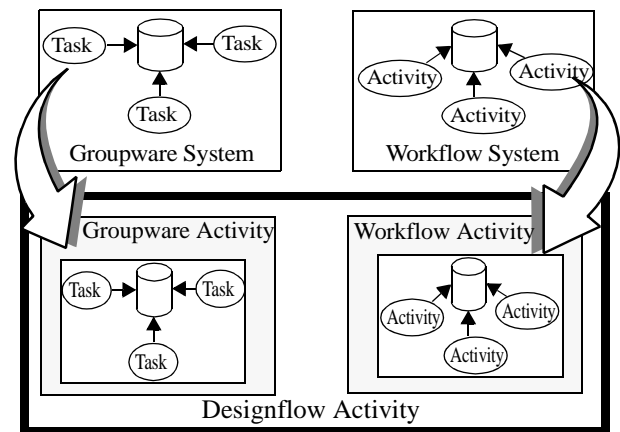 Task
Task
Task
Groupware System
Activity
Activity
Activity
Workflow System
Groupware Activity
Task
Task
Task
Workflow Activity
Activity
Activity
Activity
Designflow Activity